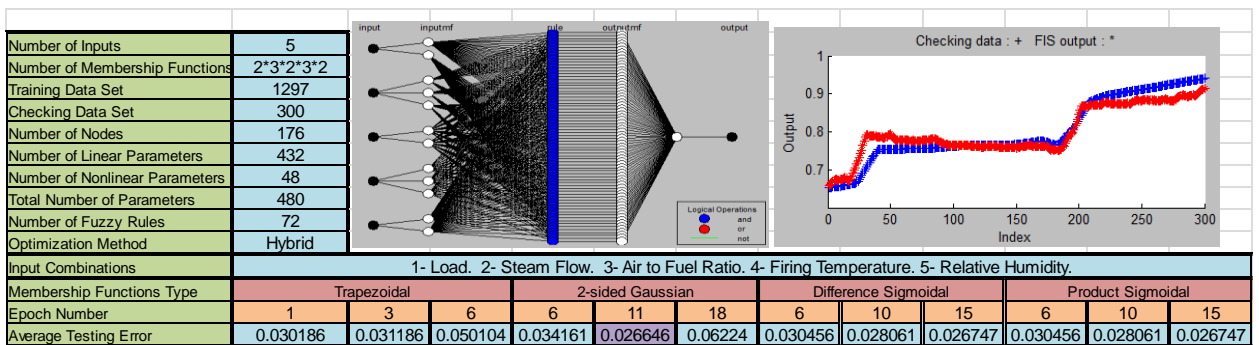 Number of Inputs 5
Number of Membership Functions 2*3*2*3*2
Training Data Set 1297
Checking Data Set 300
Number of Nodes 176
Number of Linear Parameters 432
Number of Nonlinear Parameters 48
Total Number of Parameters 480
Number of Fuzzy Rules 72
Optimization Method Hybrid
input inputmf rule outputmf output
Logical Operations
and
or
not
Checking data : + FIS output : *
1
0.9
0.8
0.7
Output
0 50 100 150 200 250 300
Index
Input Combinations 1- Load. 2- Steam Flow. 3- Air to Fuel Ratio. 4- Firing Temperature. 5- Relative Humidity.
Membership Functions Type Trapezoidal 2-sided Gaussian Difference Sigmoidal Product Sigmoidal
Epoch Number 1 3 6 6 11 18 6 10 15 6 10 15
Average Testing Error 0.030186 0.031186 0.050104 0.034161 0.026646 0.06224 0.030456 0.028061 0.026747 0.030456 0.028061 0.026747